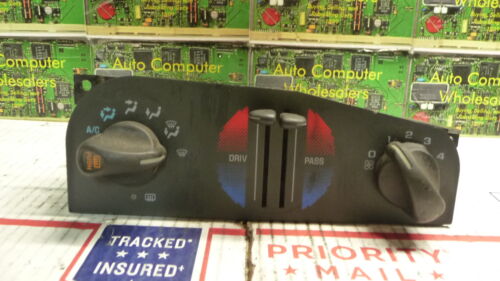 Auto Computer
Wholesalers
Auto Computer
Auto Computer
Wholesalers
A/C
DRIV
PASS
0
1
2
3
4
TRACKED
INSURED
PRIORITY
MAIL